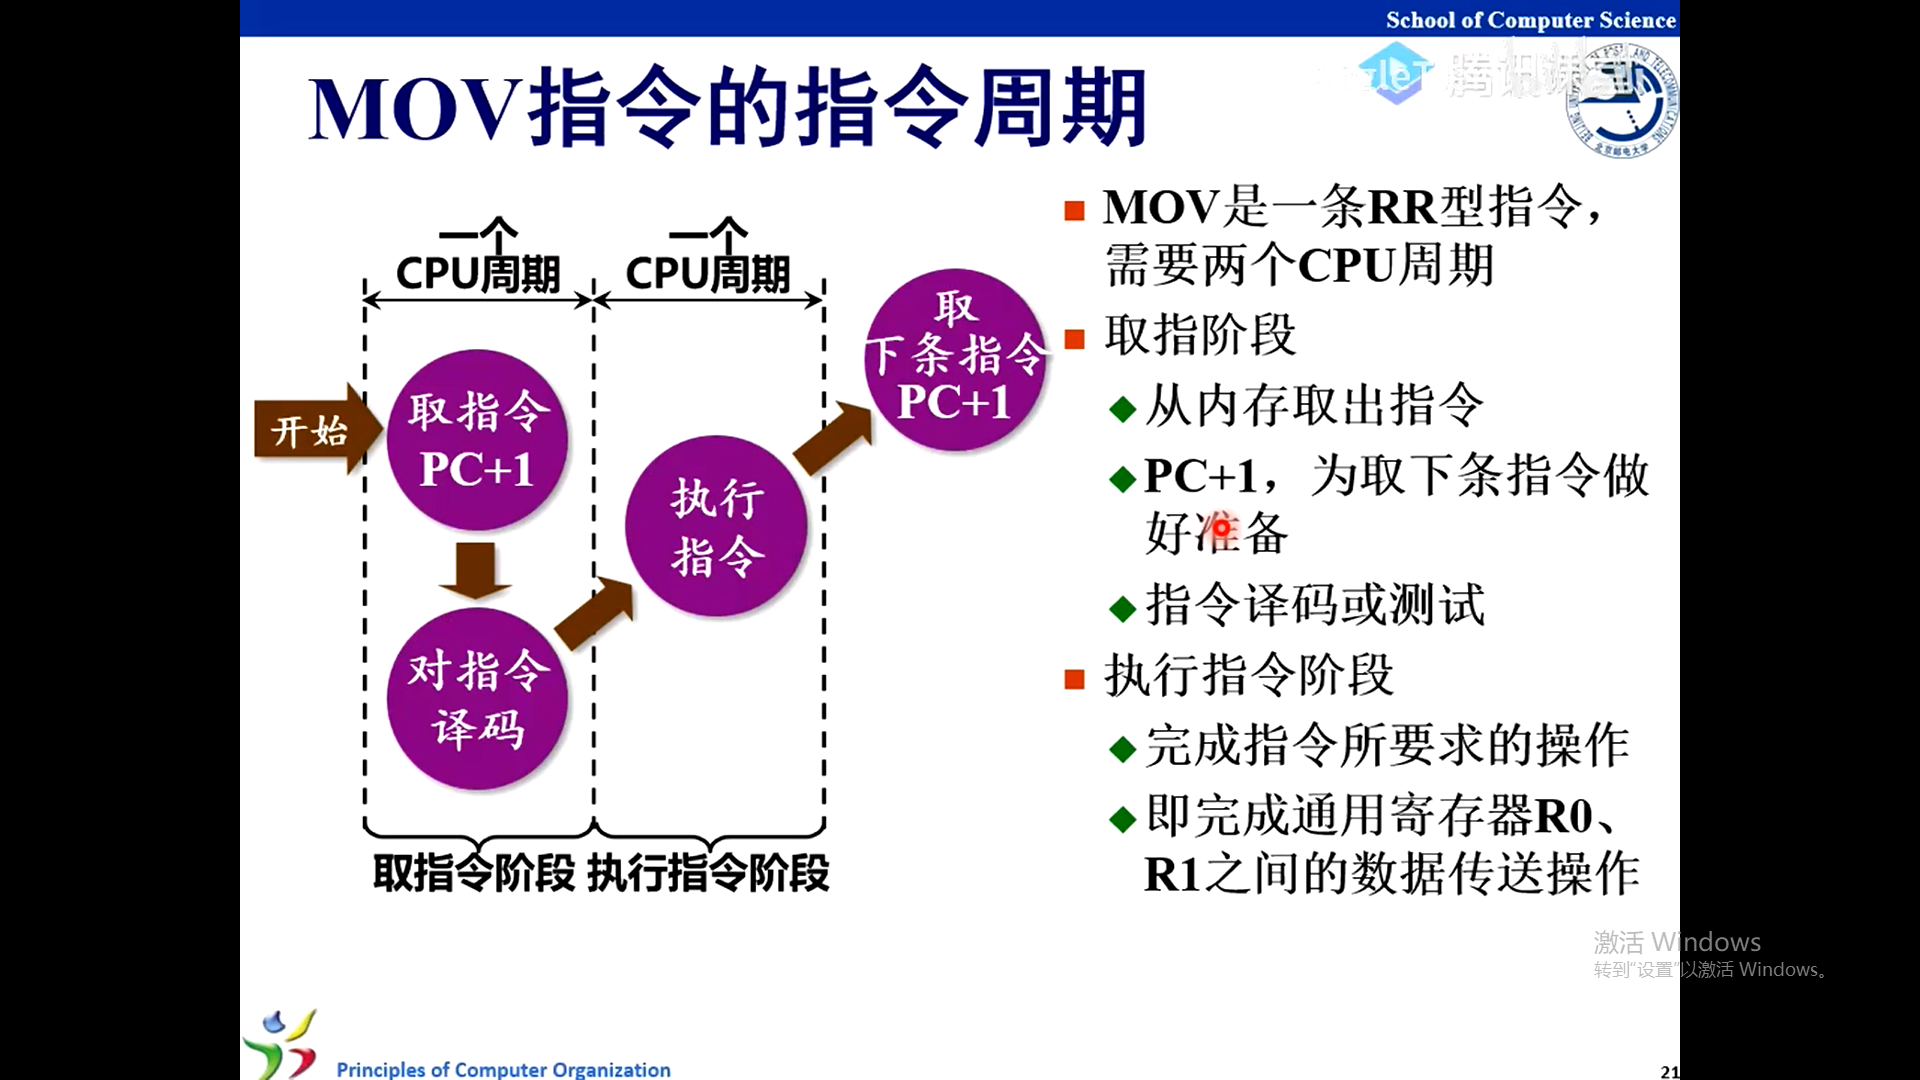 School of Computer Science
MOV指令的指令周期
一个
CPU周期
一个
CPU周期
开始
取指令
PC+1
对指令
译码
执行
指令
取
下条指令
PC+1
取指令阶段
执行指令阶段
MOV是一条RR型指令，
需要两个CPU周期
取指阶段
从内存取出指令
PC+1，为取下条指令做
好准备
指令译码或测试
执行指令阶段
完成指令所要求的操作
即完成通用寄存器R0、
R1之间的数据传送操作
激活 Windows
转到“设置”以激活 Windows。
Principles of Computer Organization
21